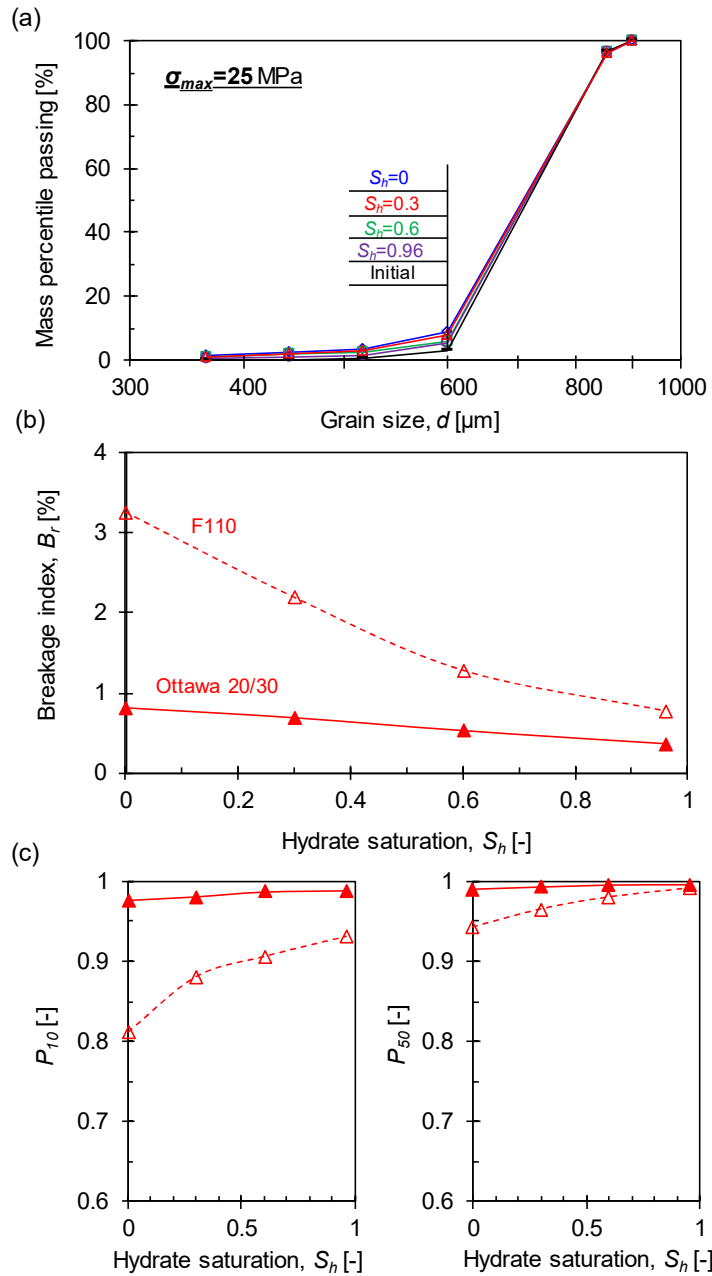 (a)
100
80
60
40
20
0
Mass percentile passing [%]
σmax=25 MPa
Sh=0
Sh=0.3
Sh=0.6
Sh=0.96
Initial
300
400
600
800
1000
Grain size, d [µm]
(b)
4
3
2
1
0
Breakage index, Br [%]
F110
Ottawa 20/30
0
0.2
0.4
0.6
0.8
1
Hydrate saturation, Sh [-]
(c)
1
0.9
0.8
0.7
0.6
P10 [-]
0
0.5
1
Hydrate saturation, Sh [-]
1
0.9
0.8
0.7
0.6
P50 [-]
0
0.5
1
Hydrate saturation, Sh [-]